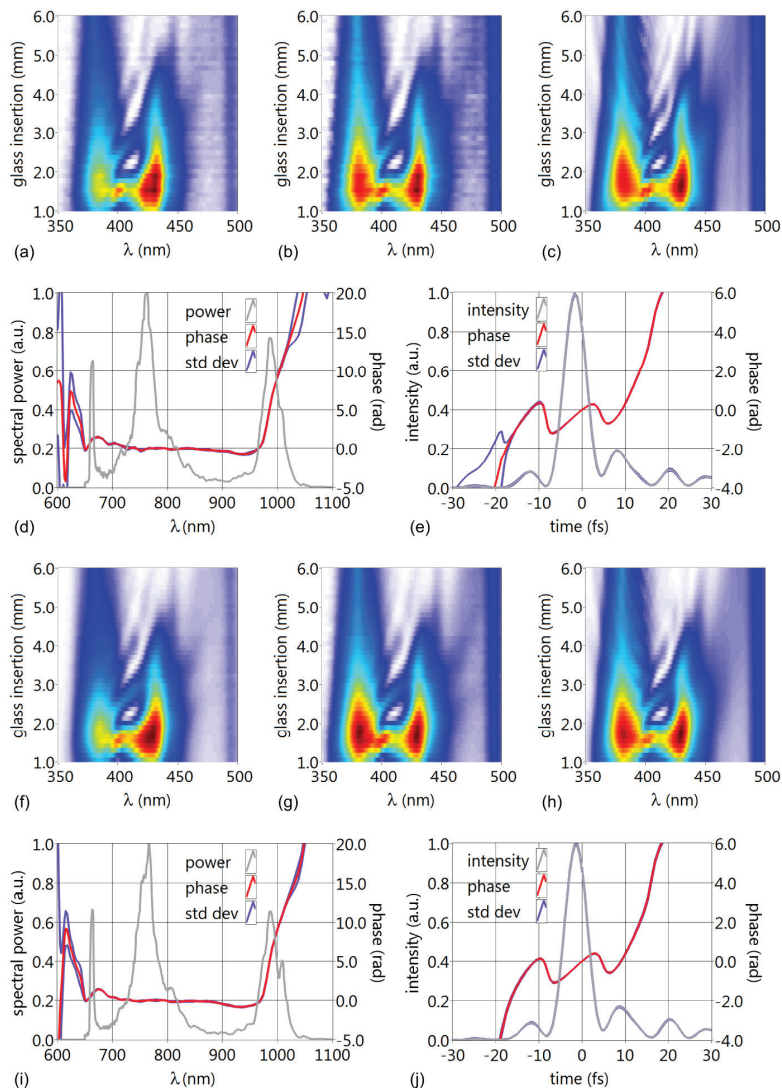 6.0
5.0
4.0
3.0
2.0
1.0
glass insertion (mm)
350 400 450 500
λ (nm)
(a)
6.0
5.0
4.0
3.0
2.0
1.0
glass insertion (mm)
350 400 450 500
λ (nm)
(b)
6.0
5.0
4.0
3.0
2.0
1.0
glass insertion (mm)
350 400 450 500
λ (nm)
(c)
1.0
0.8
0.6
0.4
0.2
0.0
spectral power (a.u.)
power
phase
std dev
20.0
15.0
10.0
5.0
0.0
-5.0
phase (rad)
600 700 800 900 1000 1100
λ (nm)
(d)
1.0
0.8
0.6
0.4
0.2
0.0
intensity (a.u.)
intensity
phase
std dev
6.0
4.0
2.0
0.0
-2.0
-4.0
phase (rad)
-30 -20 -10 0 10 20 30
time (fs)
(e)
6.0
5.0
4.0
3.0
2.0
1.0
glass insertion (mm)
350 400 450 500
λ (nm)
(f)
6.0
5.0
4.0
3.0
2.0
1.0
glass insertion (mm)
350 400 450 500
λ (nm)
(g)
6.0
5.0
4.0
3.0
2.0
1.0
glass insertion (mm)
350 400 450 500
λ (nm)
(h)
1.0
0.8
0.6
0.4
0.2
0.0
spectral power (a.u.)
power
phase
std dev
20.0
15.0
10.0
5.0
0.0
-5.0
phase (rad)
600 700 800 900 1000 1100
λ (nm)
(i)
1.0
0.8
0.6
0.4
0.2
0.0
intensity (a.u.)
intensity
phase
std dev
6.0
4.0
2.0
0.0
-2.0
-4.0
phase (rad)
-30 -20 -10 0 10 20 30
time (fs)
(j)